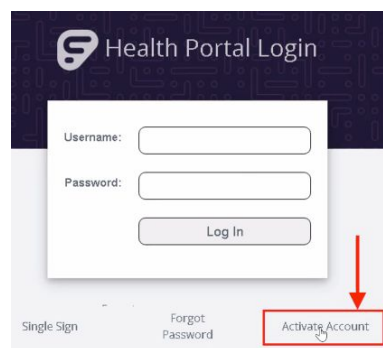 Health Portal Login
Username:
Password:
Log In
Single Sign
Forgot
Password
Activate Account